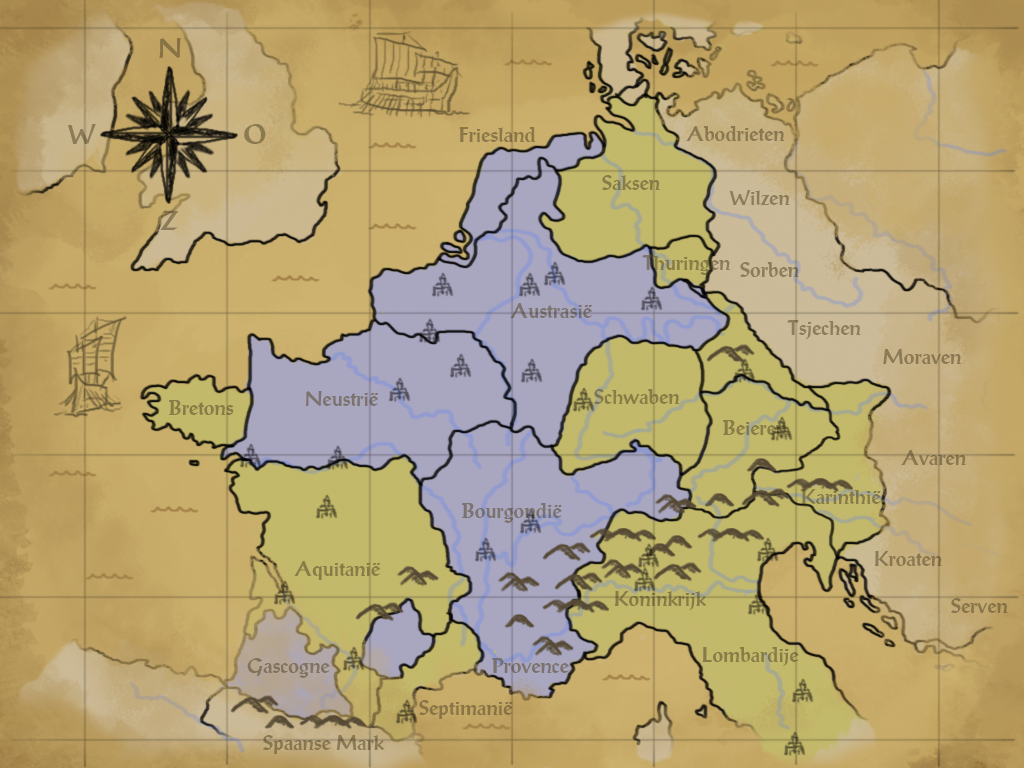 N
W
O
Z
Friesland
Abodrieten
Saksen
Wilzen
Thuringen
Sorben
Austrasië
Tsjechen
Moraven
Neustrië
Bretons
Schwaben
Beieren
Avaren
Karinthië
Bourgondië
Aquitanië
Kroaten
Koninkrijk
Serven
Lombardije
Gascogne
Provence
Septimanië
Spaanse Mark